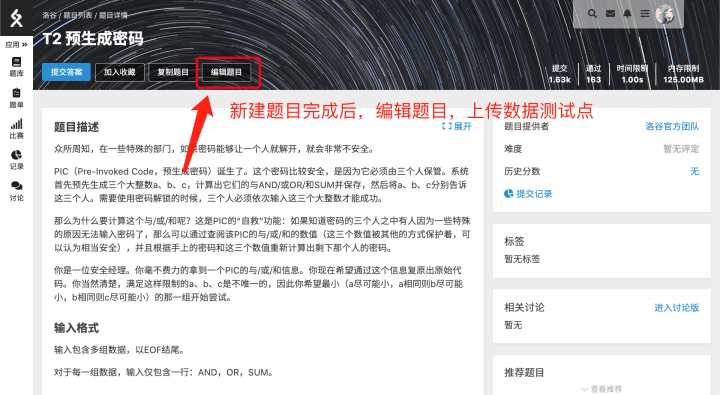 洛谷 / 题目列表 / 题目详情
T2 预生成密码
应用 >>
题库
题单
比赛
记录
讨论
提交答案 加入收藏 复制题目 编辑题目
提交 通过 时间限制 内存限制
1.63k 163 1.00s 125.00MB
新建题目完成后，编辑题目，上传数据测试点
题目描述
展开
众所周知，在一些特殊的部门，如果密码能够让一个人就解开，就会非常不安全。
PIC（Pre-Invoked Code，预生成密码）诞生了。这个密码比较安全，是因为它必须由三个人保管。系统
首先预先生成三个大整数a、b、c，计算出它们的与AND/或OR/和SUM并保存，然后将a、b、c分别告诉
这三个人。需要使用密码解锁的时候，三个人必须依次输入这三个大整数才能成功。
那么为什么要计算这个与/或/和呢？这是PIC的“自救”功能：如果知道密码的三个人之中有人因为一些特殊
的原因无法输入密码了，那么可以通过查阅该PIC的与/或/和的数值（这三个数值被其他的方式保护着，可
以认为相当安全），并且根据手上的密码和这三个数值重新计算出剩下那个人的密码。
你是一位安全经理。你毫不费力的拿到一个PIC的与/或/和信息。你现在希望通过这个信息复原出原始代
码。你当然清楚，满足这样限制的a、b、c是不唯一的，因此你希望最小（a尽可能小，a相同则b尽可能
小，b相同则c尽可能小）的那一组开始尝试。
输入格式
输入包含多组数据，以EOF结尾。
对于每一组数据，输入仅包含一行：AND，OR，SUM。
题目提供者 洛谷官方团队
难度 暂无评定
历史分数 无
提交记录
标签
暂无标签
相关讨论 进入讨论版
暂无
推荐题目
查看推荐